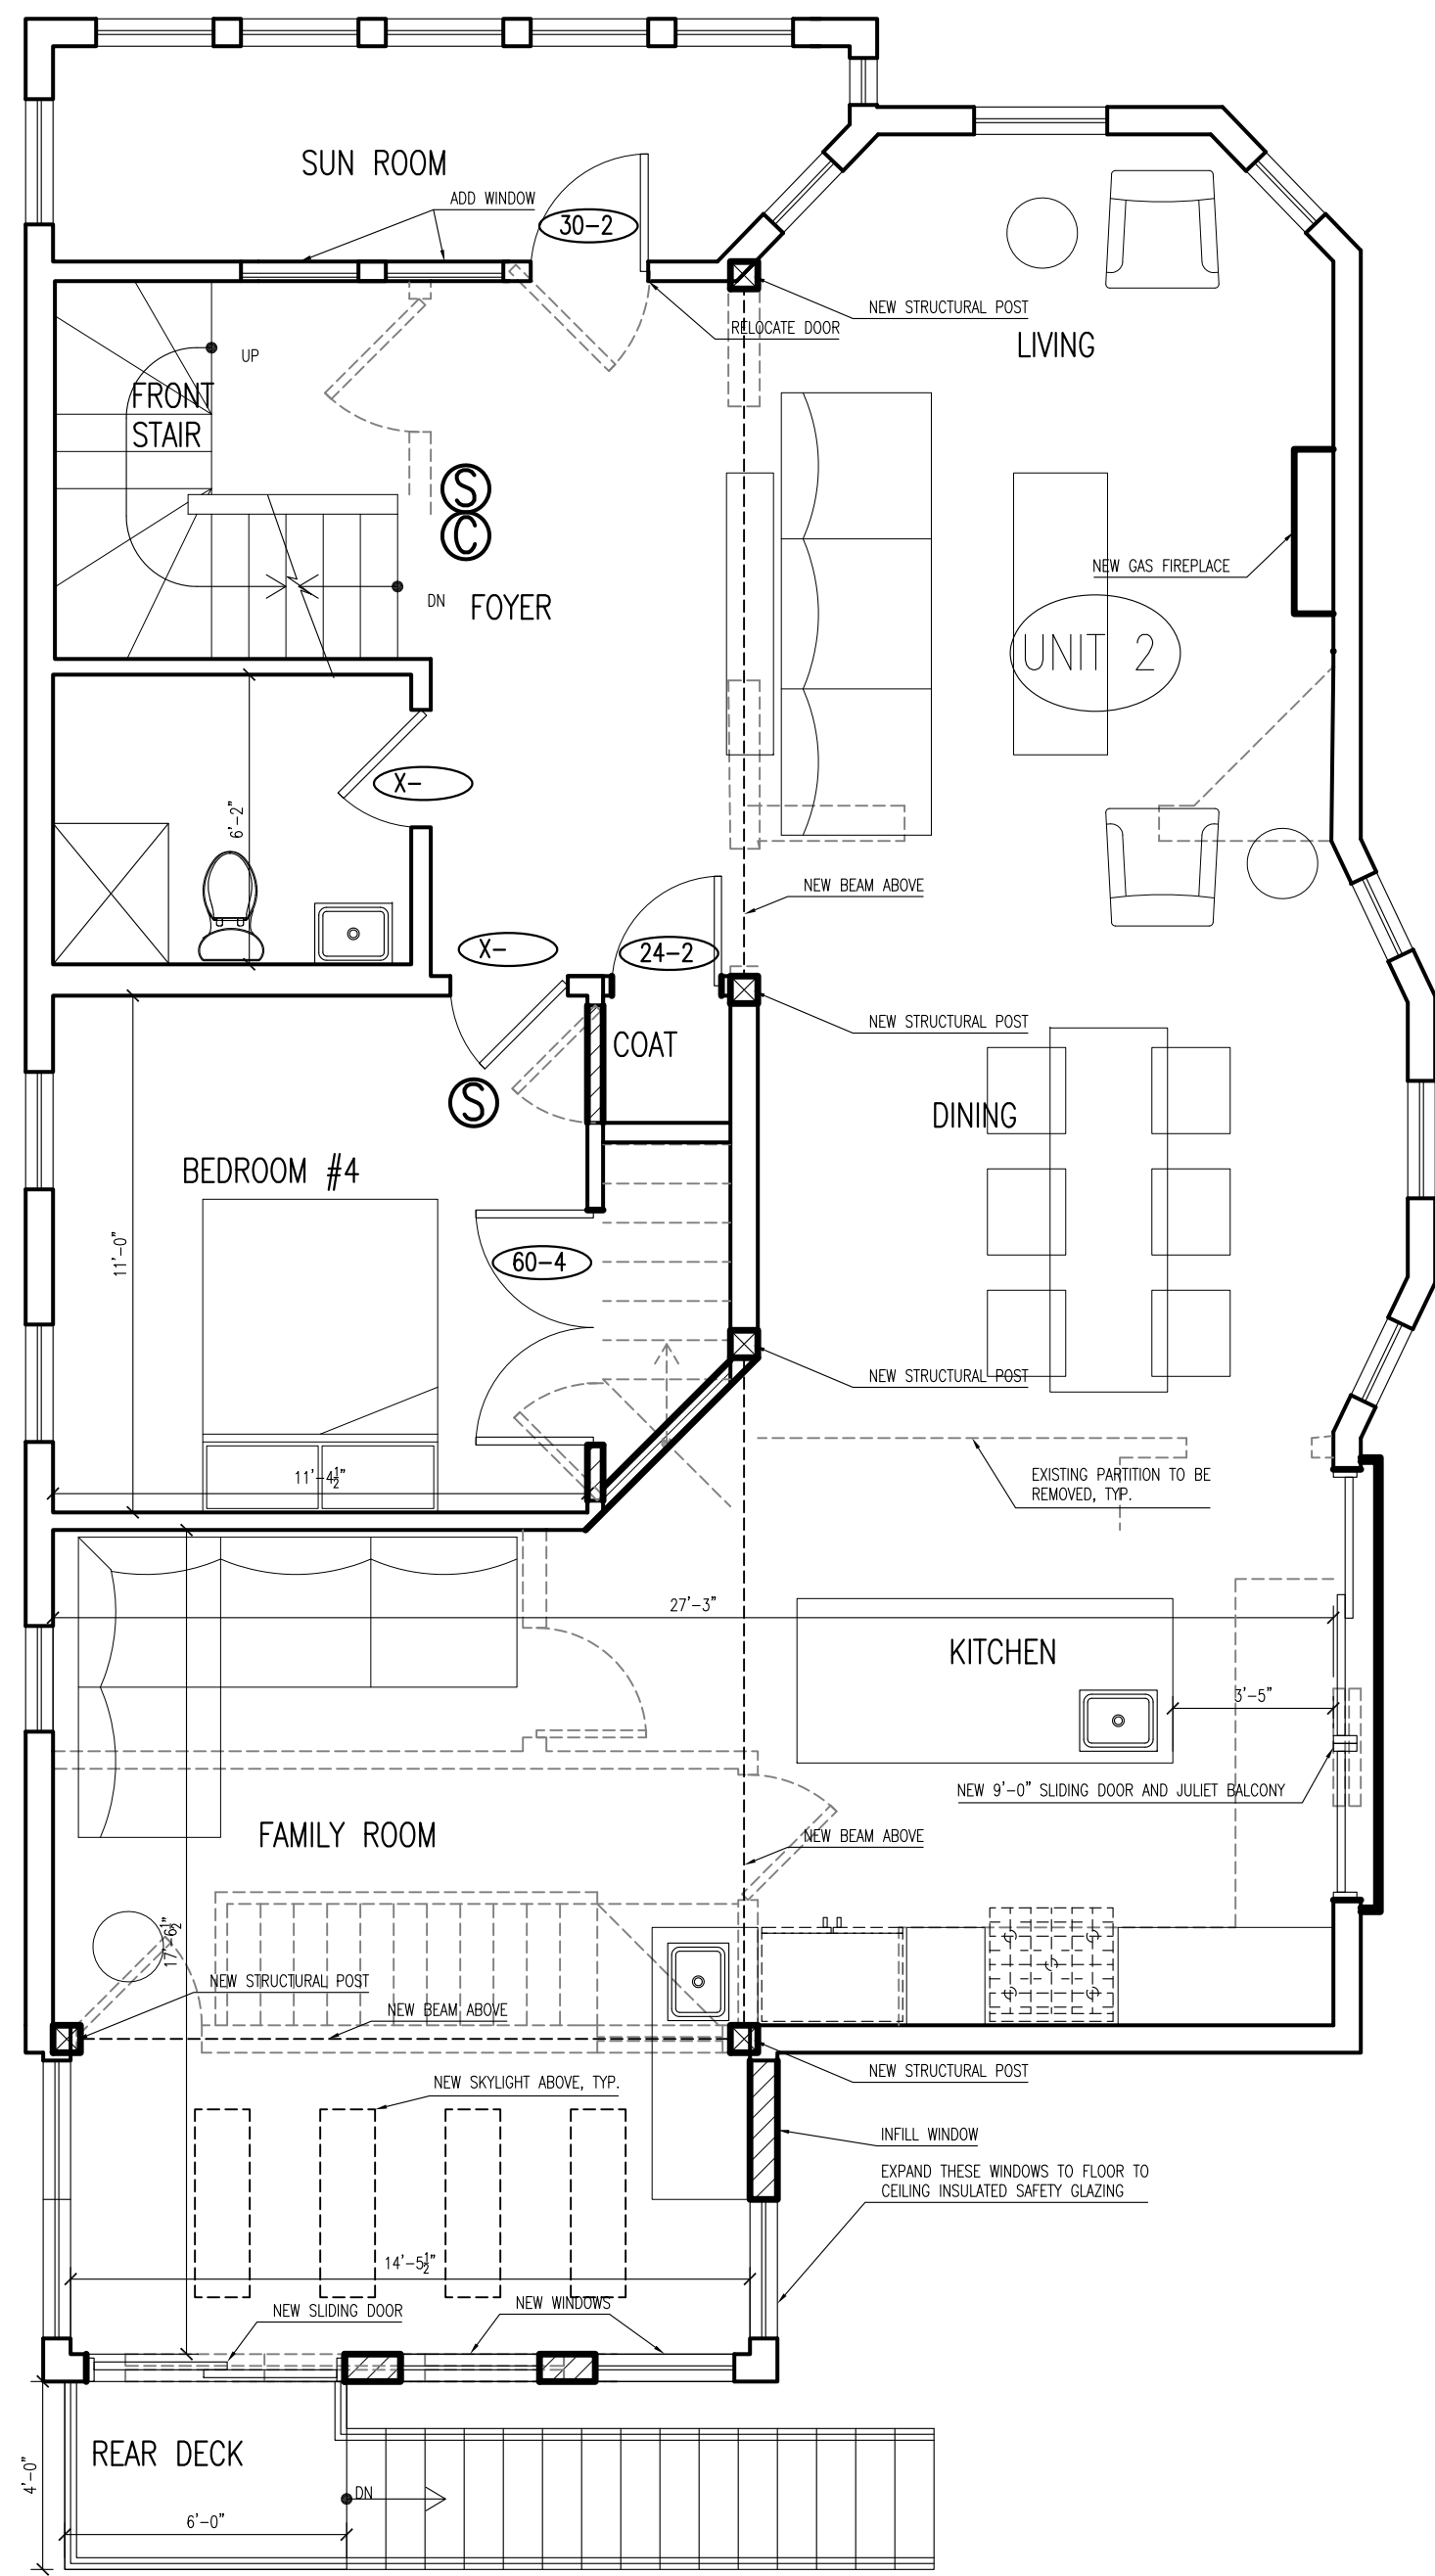 SUN ROOM
ADD WINDOW
30-2
NEW STRUCTURAL POST
RELOCATE DOOR
LIVING
UP
FRONT
STAIR
S
C
NEW GAS FIREPLACE
DN
FOYER
UNIT 2
X-
6'-2"
NEW BEAM ABOVE
X-
24-2
NEW STRUCTURAL POST
COAT
S
DINING
BEDROOM #4
11'-0"
60-4
NEW STRUCTURAL POST
11'-4½"
EXISTING PARTITION TO BE
REMOVED, TYP.
27'-3"
KITCHEN
3'-5"
NEW 9'-0" SLIDING DOOR AND JULIET BALCONY
FAMILY ROOM
NEW BEAM ABOVE
17'-6½"
NEW STRUCTURAL POST
NEW BEAM ABOVE
NEW STRUCTURAL POST
NEW SKYLIGHT ABOVE, TYP.
INFILL WINDOW
EXPAND THESE WINDOWS TO FLOOR TO
CEILING INSULATED SAFETY GLAZING
14'-5½"
NEW SLIDING DOOR
NEW WINDOWS
REAR DECK
4'-0"
DN
6'-0"